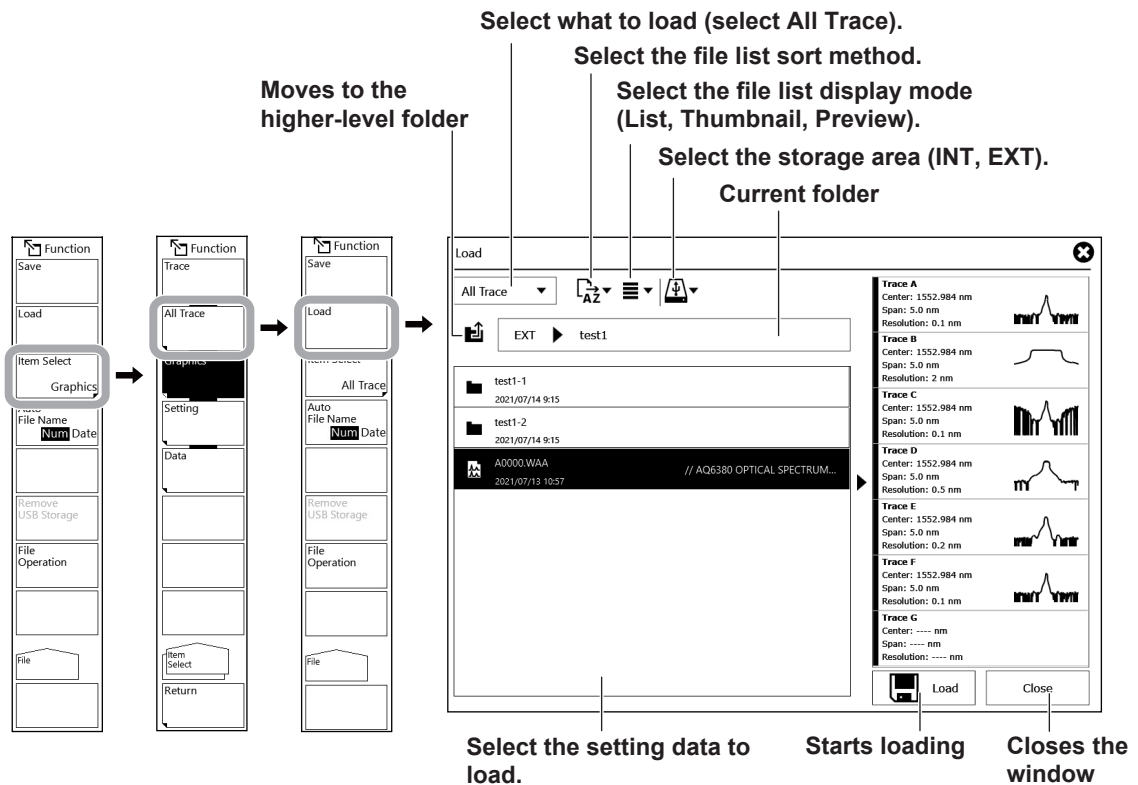 Select what to load (select All Trace).
Select the file list sort method.
Moves to the
higher-level folder
Select the file list display mode
(List, Thumbnail, Preview).
Select the storage area (INT, EXT).
Current folder
Function
Save
Load
Item Select
Graphics
Auto
File Name
Num Date
Remove
USB Storage
File
Operation
File
Function
Trace
All Trace
Graphics
Setting
Data
Item
Select
Return
Function
Save
Load
Item Select
All Trace
Auto
File Name
Num Date
Remove
USB Storage
File
Operation
File
Load
All Trace
AZ
EXT
test1
test1-1
2021/07/14 9:15
test1-2
2021/07/14 9:15
A0000.WAA // AQ6380 OPTICAL SPECTRUM...
2021/07/13 10:57
Trace A
Center: 1552.984 nm
Span: 5.0 nm
Resolution: 0.1 nm
Trace B
Center: 1552.984 nm
Span: 5.0 nm
Resolution: 2 nm
Trace C
Center: 1552.984 nm
Span: 5.0 nm
Resolution: 0.1 nm
Trace D
Center: 1552.984 nm
Span: 5.0 nm
Resolution: 0.5 nm
Trace E
Center: 1552.984 nm
Span: 5.0 nm
Resolution: 0.2 nm
Trace F
Center: 1552.984 nm
Span: 5.0 nm
Resolution: 0.1 nm
Trace G
Center: ---- nm
Span: ---- nm
Resolution: ---- nm
Load
Close
Select the setting data to
load.
Starts loading
Closes the
window